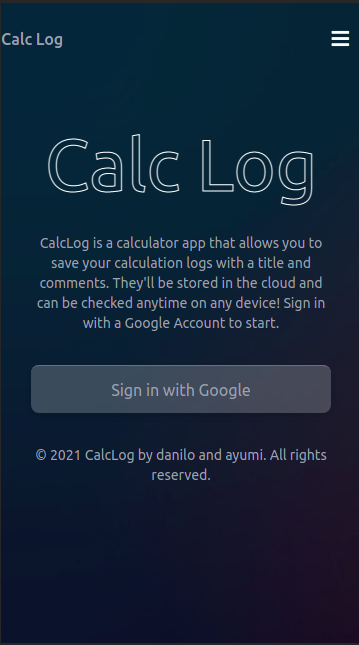 Calc Log
Calc Log
CalcLog is a calculator app that allows you to
save your calculation logs with a title and
comments. They'll be stored in the cloud and
can be checked anytime on any device! Sign in
with a Google Account to start.
Sign in with Google
© 2021 CalcLog by danilo and ayumi. All rights
reserved.